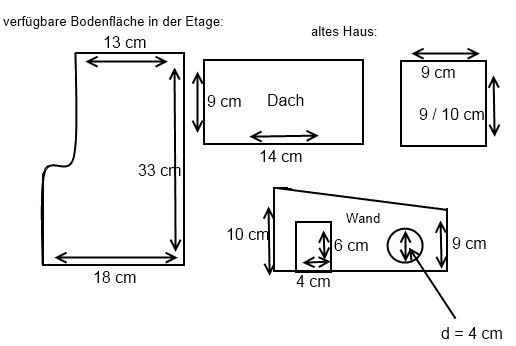 verfügbare Bodenfläche in der Etage:
altes Haus:
13 cm
33 cm
18 cm
9 cm
Dach
14 cm
9 cm
9 / 10 cm
Wand
10 cm
6 cm
4 cm
9 cm
d = 4 cm